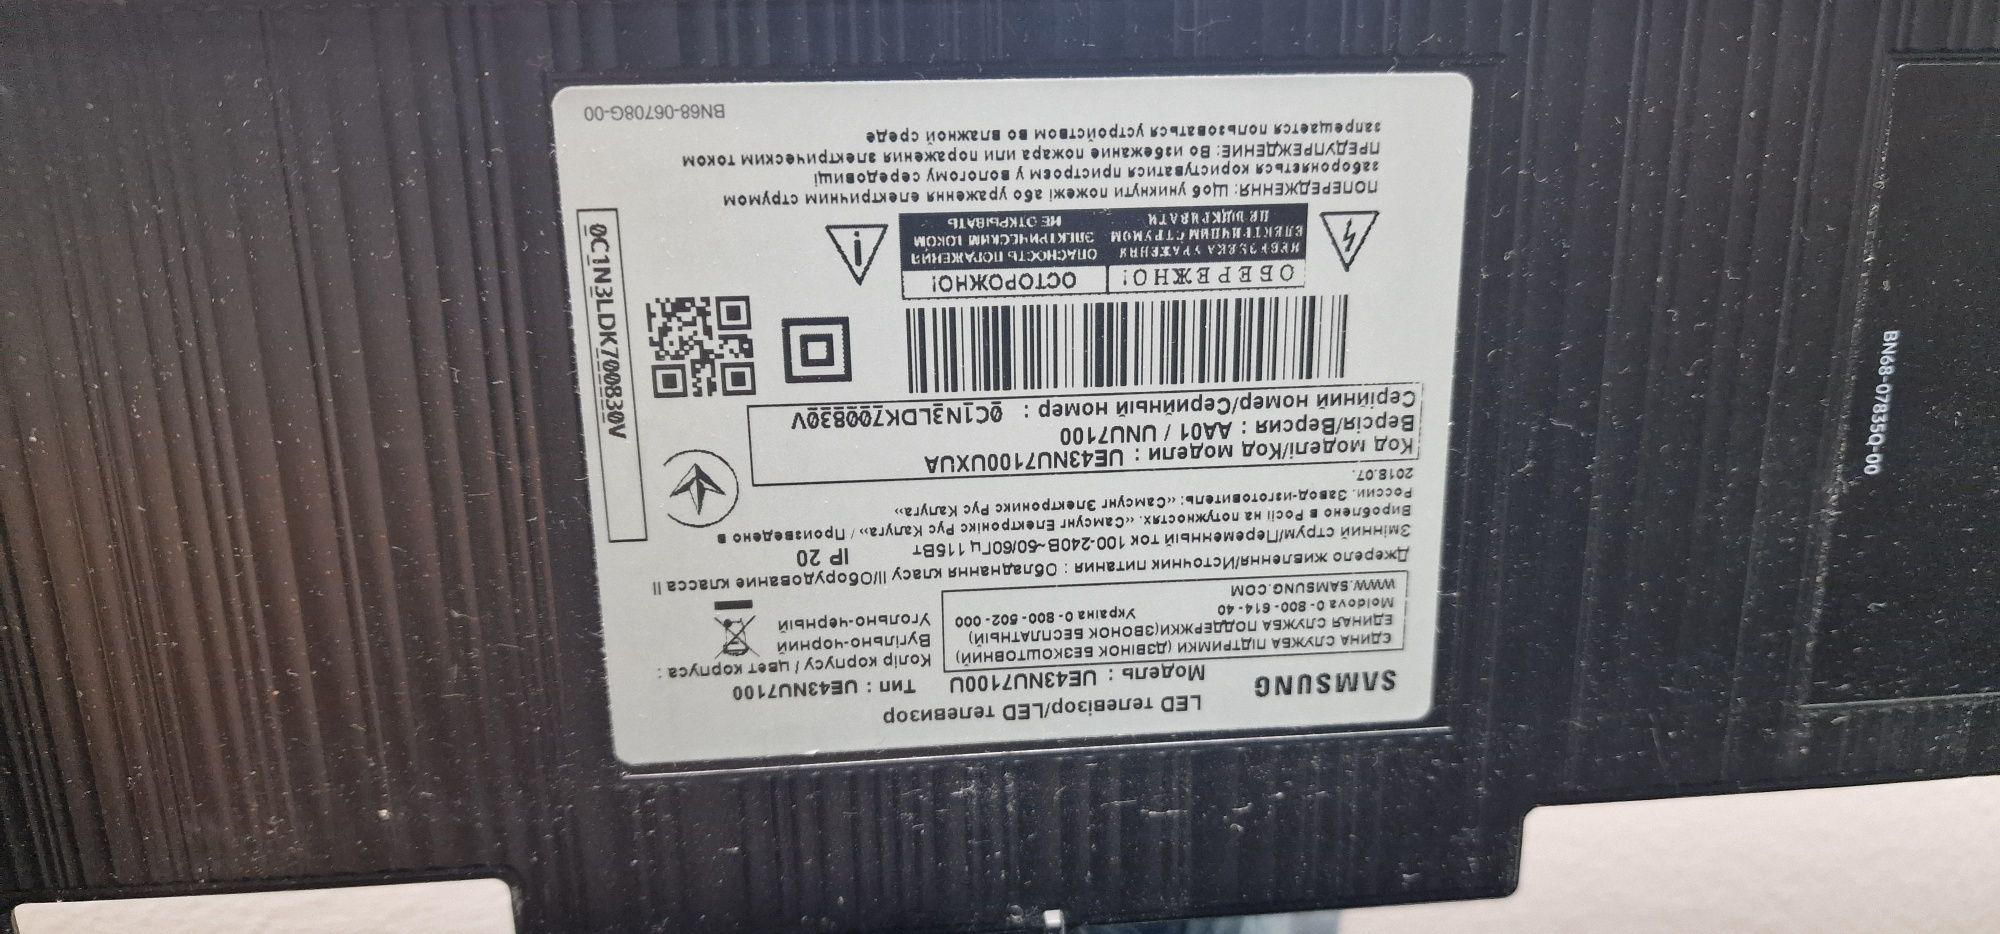 LED телевізор/LED телевизор
SAMSUNG
Модель : UE43NU7100U
Тип : UE43NU7100
ЄДИНА СЛУЖБА ПІДТРИМКИ (ДЗВІНОК БЕЗКОШТОВНИЙ)
ЕДИНАЯ СЛУЖБА ПОДДЕРЖКИ(ЗВОНОК БЕСПЛАТНЫЙ)
Moldova 0-800-614-40 Україна 0-800-502-000
WWW.SAMSUNG.COM
Колір корпусу / цвет корпуса :
Вугільно-чорний
Угольно-черный
Джерело живлення/Источник питания : Обладнання класу II/Оборудование класса II
Змінний струм/Переменный ток 100-240В~50/60Гц 115Вт
IP 20
Вироблено в Росії на потужностях. "Самсунг Електронікс Рус Калуга" / Произведено в
России. Завод-изготовитель: "Самсунг Электроникс Рус Калуга"
2018.07.
Код моделі/Код модели : UE43NU7100UXUA
Версія/Версия : AA01 / UNU7100
Серійний номер/Серийный номер : 0C1N3LDK700830V
0C1N3LDK700830V
ОБЕРЕЖНО!
НЕБЕЗПЕКА УРАЖЕННЯ
ЕЛЕКТРИЧНИМ СТРУМОМ
НЕ ВІДКРИВАТИ
ОСТОРОЖНО!
ОПАСНОСТЬ ПОРАЖЕНИЯ
ЭЛЕКТРИЧЕСКИМ ТОКОМ
НЕ ОТКРЫВАТЬ
ПОПЕРЕДЖЕННЯ: Щоб уникнути пожежі або ураження електричним струмом
забороняється користуватися пристроєм у вологому середовищі
ПРЕДУПРЕЖДЕНИЕ: Во избежание пожара или поражения электрическим током
запрещается пользоваться устройством во влажной среде
BN68-06708G-00
BN68-07835Q-00